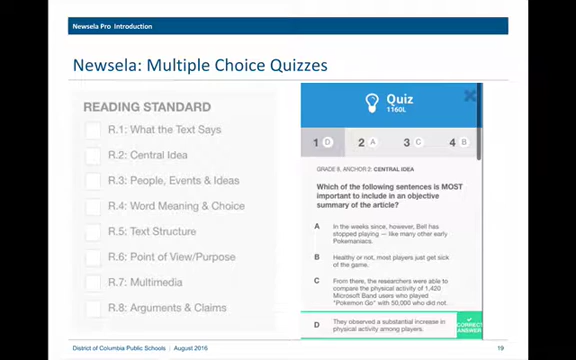 Newsela Pro Introduction
Newsela: Multiple Choice Quizzes
READING STANDARD
R.1: What the Text Says
R.2: Central Idea
R.3: People, Events & Ideas
R.4: Word Meaning & Choice
R.5: Text Structure
R.6: Point of View/Purpose
R.7: Multimedia
R.8: Arguments & Claims
Quiz
1160L
1 D 2 A 3 C 4 B
GRADE 8, ANCHOR 2: CENTRAL IDEA
Which of the following sentences is MOST
important to include in an objective
summary of the article?
A In the weeks since, however, Bell has
stopped playing — like many other early
Pokemaniacs.
B Healthy or not, most players just get sick
of the game.
C From there, the researchers were able to
compare the physical activity of 1,420
Microsoft Band users who played
"Pokemon Go" with 50,000 who did not.
D They observed a substantial increase in
physical activity among players.
CORRECT
ANSWER
District of Columbia Public Schools | August 2016
19